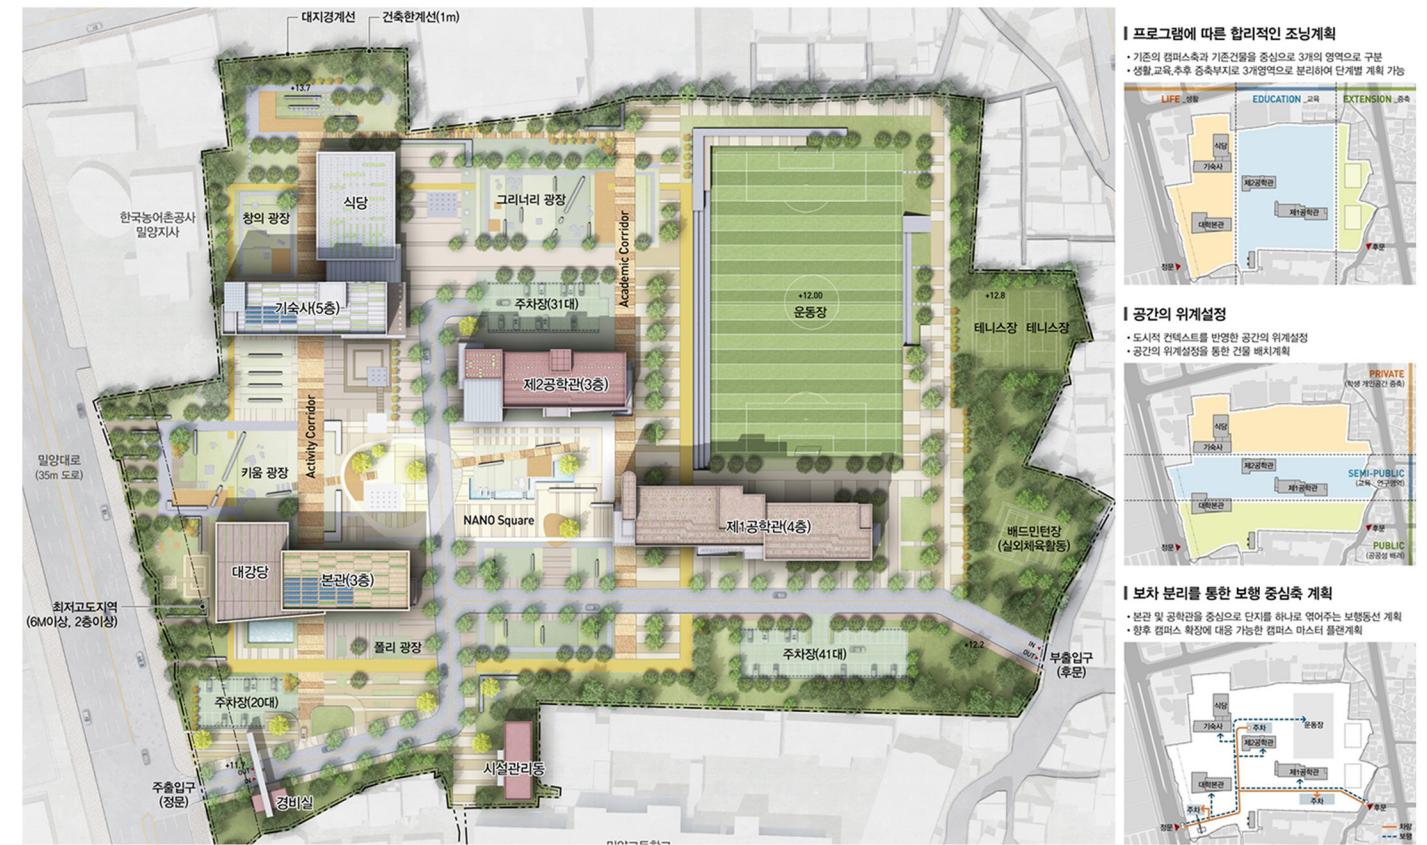 대지경계선
건축한계선(1m)
+13.7
한국농어촌공사
밀양지사
창의 광장
식당
그리너리 광장
Academic Corridor
기숙사(5층)
주차장(31대)
+12.00
운동장
+12.8
테니스장 테니스장
제2공학관(3층)
Activity Corridor
밀양대로
(35m 도로)
키움 광장
NANO Square
제1공학관(4층)
배드민턴장
(실외체육활동)
대강당
본관(3층)
최저고도지역
(6M이상, 2층이상)
폴리 광장
주차장(41대)
+12.2
IN
OUT
부출입구
(후문)
주차장(20대)
+11.7
OUT
IN
주출입구
(정문)
경비실
시설관리동
프로그램에 따른 합리적인 조닝계획
• 기존의 캠퍼스축과 기존건물을 중심으로 3개의 영역으로 구분
• 생활,교육,추후 증축부지로 3개영역으로 분리하여 단계별 계획 가능
LIFE _생활
EDUCATION _교육
EXTENSION _증축
식당
기숙사
제2공학관
제1공학관
대학본관
정문
후문
공간의 위계설정
• 도시적 컨텍스트를 반영한 공간의 위계설정
• 공간의 위계설정을 통한 건물 배치계획
PRIVATE
(학생 개인공간 증축)
식당
기숙사
제2공학관
SEMI-PUBLIC
(교육_연구영역)
제1공학관
대학본관
후문
정문
PUBLIC
(공공성 배려)
보차 분리를 통한 보행 중심축 계획
• 본관 및 공학관을 중심으로 단지를 하나로 엮어주는 보행동선 계획
• 향후 캠퍼스 확장에 대응 가능한 캠퍼스 마스터 플랜계획
식당
기숙사
주차
운동장
제2공학관
제1공학관
대학본관
주차
주차
후문
정문
차량
보행